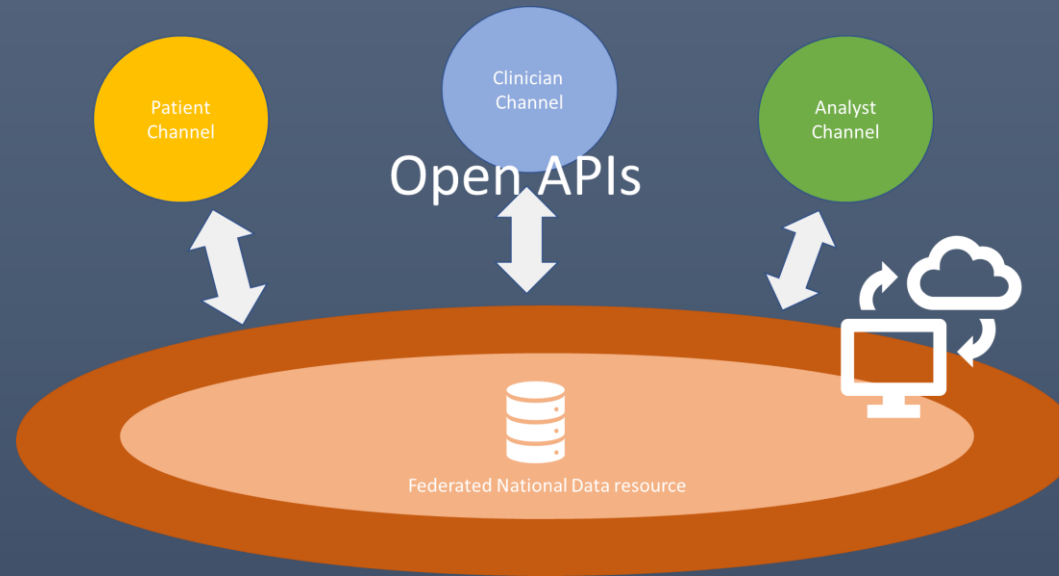 Patient
Channel
Clinician
Channel
Analyst
Channel
Open APIs
Federated National Data resource